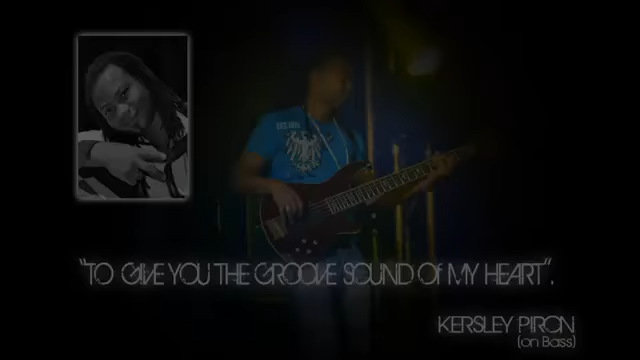 "TO GIVE YOU THE GROOVE SOUND Of MY HEART".
KERSLEY PIRON
(on Bass)